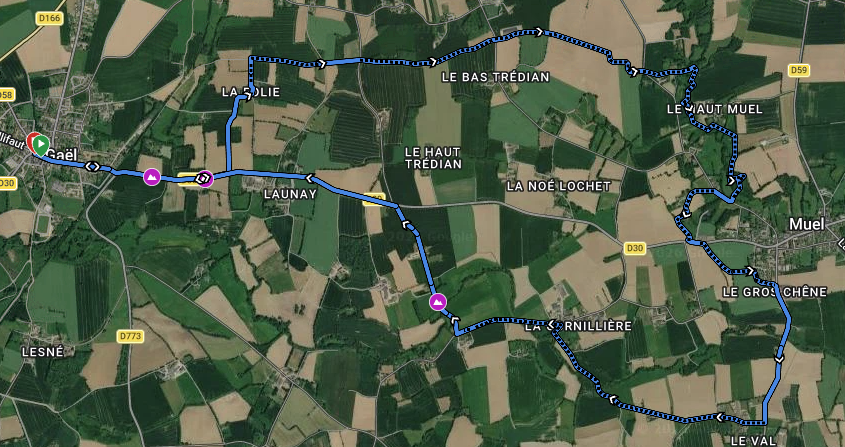 D166
D59
LE BAS TRÉDIAN
LA FOLIE
D58
LE HAUT MUEL
Gaël
LE HAUT
TRÉDIAN
D30
LAUNAY
LA NOÉ LOCHET
Muel
D30
LE GROS CHÊNE
D773
LESNÉ
LE VAL